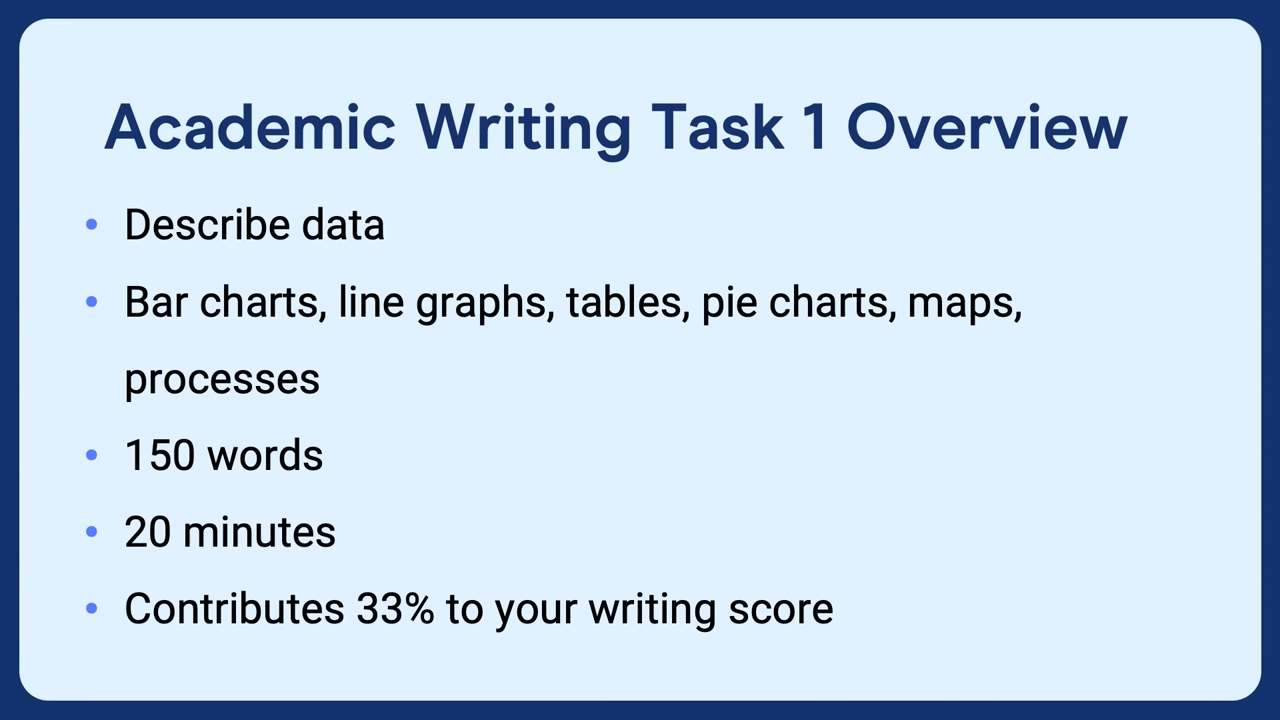 Academic Writing Task 1 Overview
• Describe data
• Bar charts, line graphs, tables, pie charts, maps,
processes
• 150 words
• 20 minutes
• Contributes 33% to your writing score